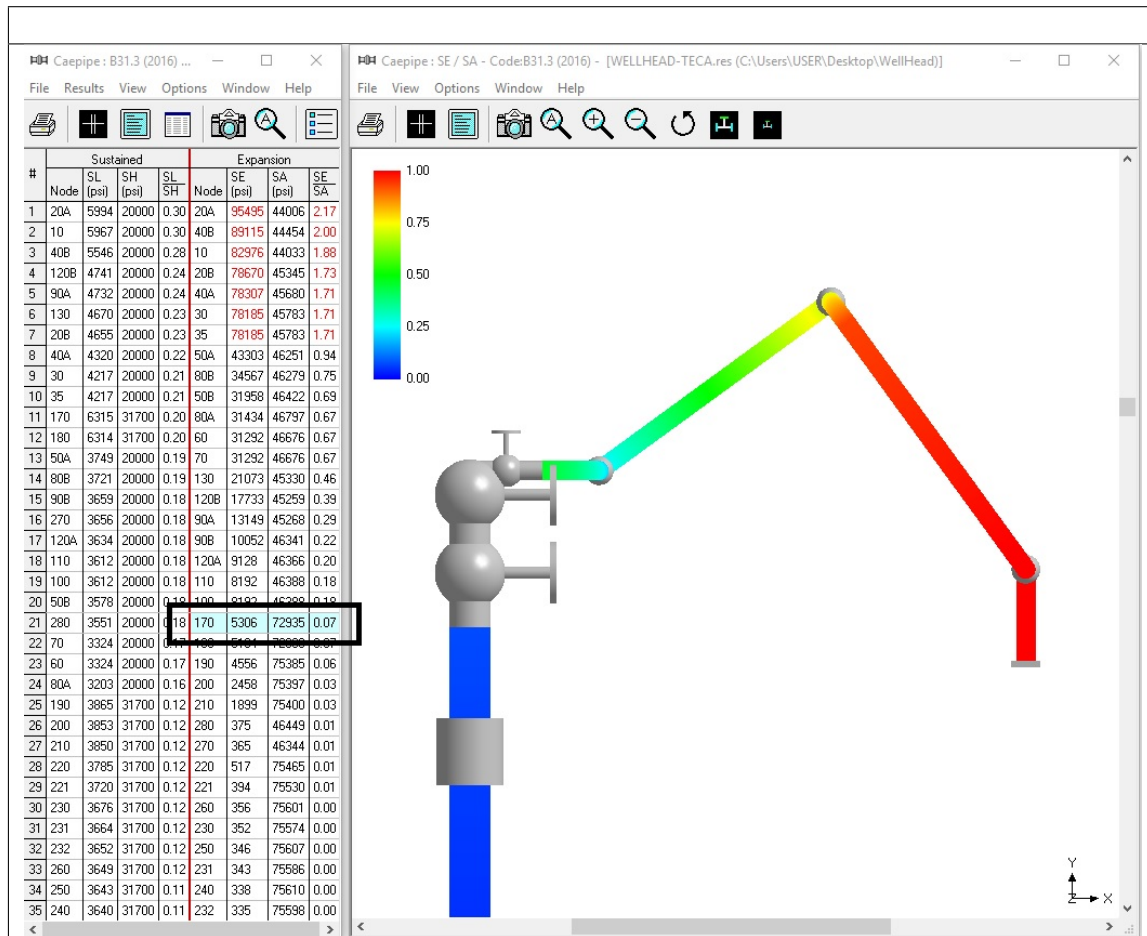 Caepipe : B31.3 (2016) ...
File Results View Options Window Help
# Sustained Expansion
Node SL (psi) SH (psi) SL SH Node SE (psi) SA (psi) SE SA
1 20A 5994 20000 0.30 20A 95495 44006 2.17
2 10 5967 20000 0.30 40B 89115 44454 2.00
3 40B 5546 20000 0.28 10 82976 44033 1.88
4 120B 4741 20000 0.24 20B 78670 45345 1.73
5 90A 4732 20000 0.24 40A 78307 45680 1.71
6 130 4670 20000 0.23 30 78185 45783 1.71
7 20B 4655 20000 0.23 35 78185 45783 1.71
8 40A 4320 20000 0.22 50A 43303 46251 0.94
9 30 4217 20000 0.21 80B 34567 46279 0.75
10 35 4217 20000 0.21 50B 31958 46422 0.69
11 170 6315 31700 0.20 80A 31434 46797 0.67
12 180 6314 31700 0.20 60 31292 46676 0.67
13 50A 3749 20000 0.19 70 31292 46676 0.67
14 80B 3721 20000 0.19 130 21073 45330 0.46
15 90B 3659 20000 0.18 120B 17733 45259 0.39
16 270 3656 20000 0.18 90A 13149 45268 0.29
17 120A 3634 20000 0.18 90B 10052 46341 0.22
18 110 3612 20000 0.18 120A 9128 46366 0.20
19 100 3612 20000 0.18 110 8192 46388 0.18
20 50B 3578 20000 0.18 100 8192 46388 0.18
21 280 3551 20000 0.18 170 5306 72935 0.07
22 70 3324 20000 0.17
23 60 3324 20000 0.17 190 4556 75385 0.06
24 80A 3203 20000 0.16 200 2458 75397 0.03
25 190 3865 31700 0.12 210 1899 75400 0.03
26 200 3853 31700 0.12 280 375 46449 0.01
27 210 3850 31700 0.12 270 365 46344 0.01
28 220 3785 31700 0.12 220 517 75465 0.01
29 221 3720 31700 0.12 221 394 75530 0.01
30 230 3676 31700 0.12 260 356 75601 0.00
31 231 3664 31700 0.12 230 352 75574 0.00
32 232 3652 31700 0.12 250 346 75607 0.00
33 260 3649 31700 0.12 231 343 75586 0.00
34 250 3643 31700 0.11 240 338 75610 0.00
35 240 3640 31700 0.11 232 335 75598 0.00
Caepipe : SE / SA - Code:B31.3 (2016) - [WELLHEAD-TECA.res (C:\Users\USER\Desktop\WellHead)]
File View Options Window Help
1.00
0.75
0.50
0.25
0.00
Y
Z X